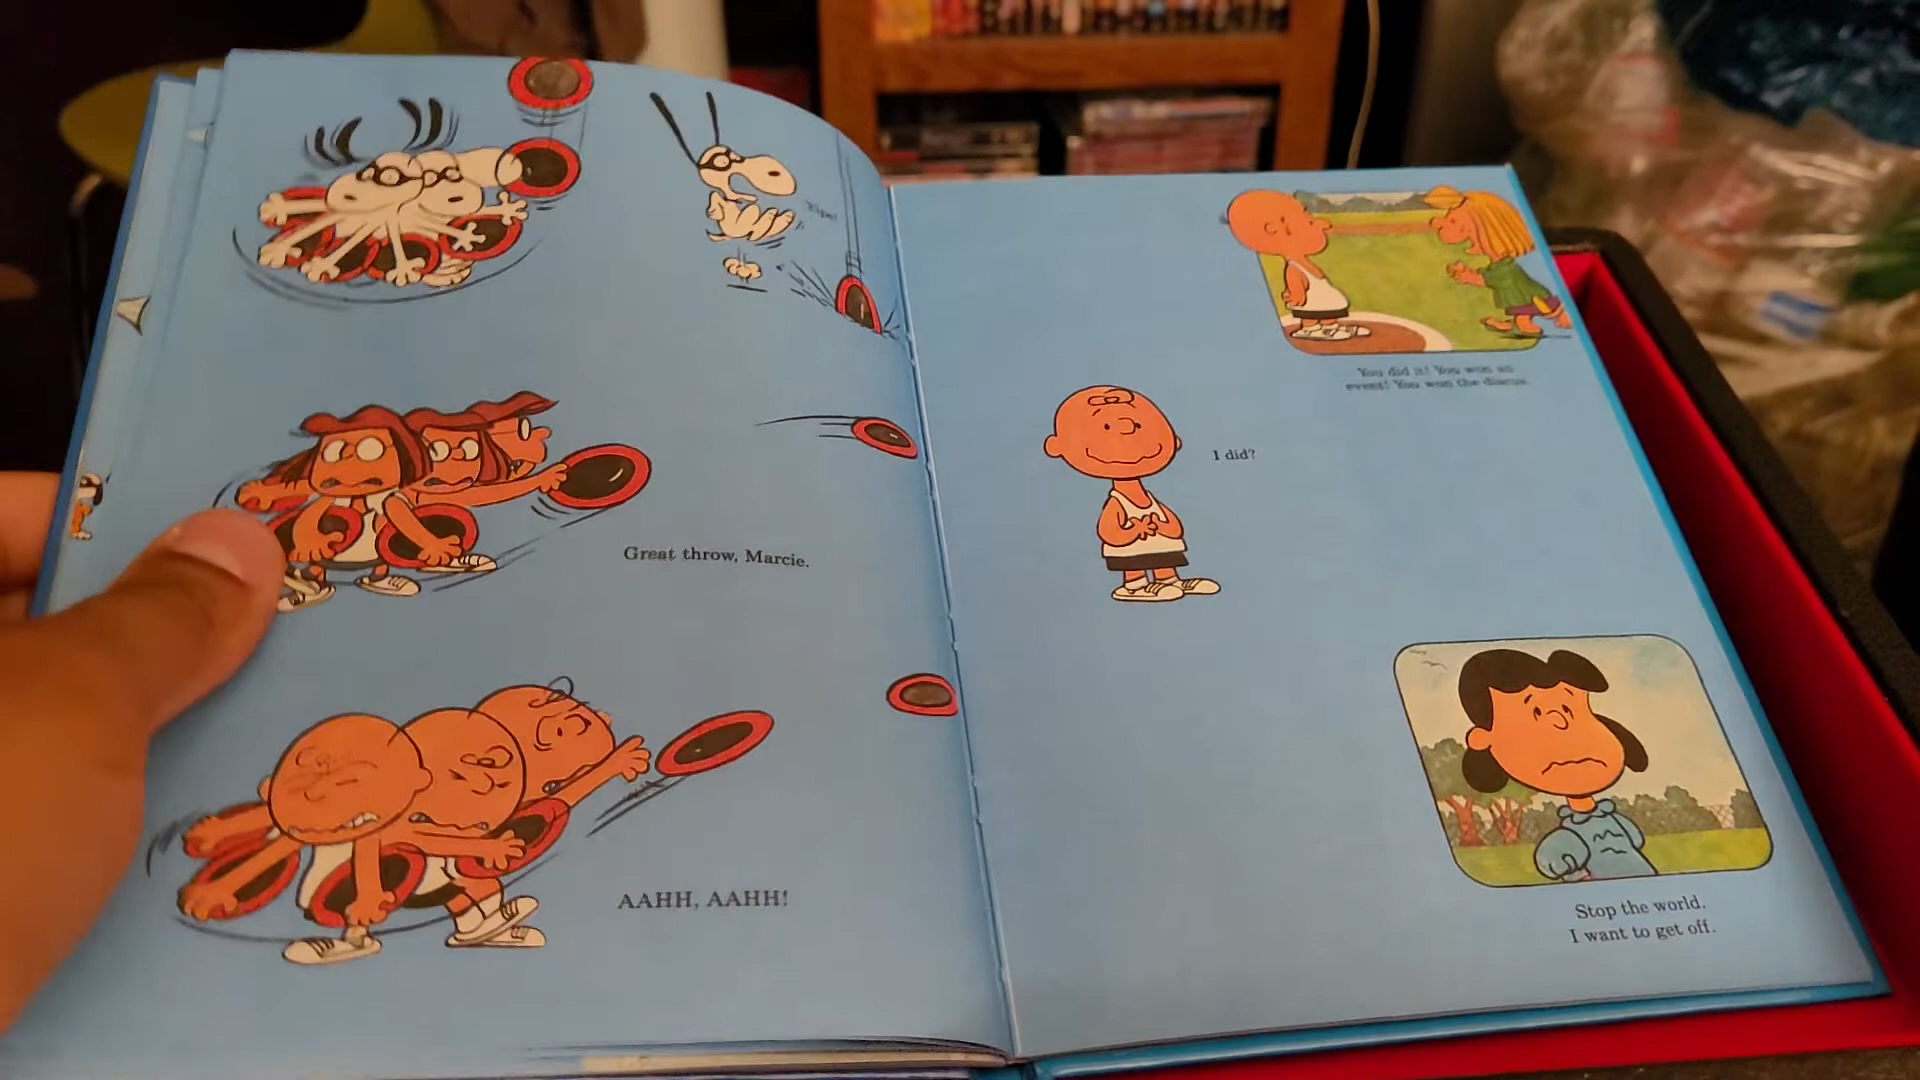 Great throw, Marcie.
AAHH, AAHH!
You did it! You won an
event! You won the discus.
I did?
Stop the world.
I want to get off.